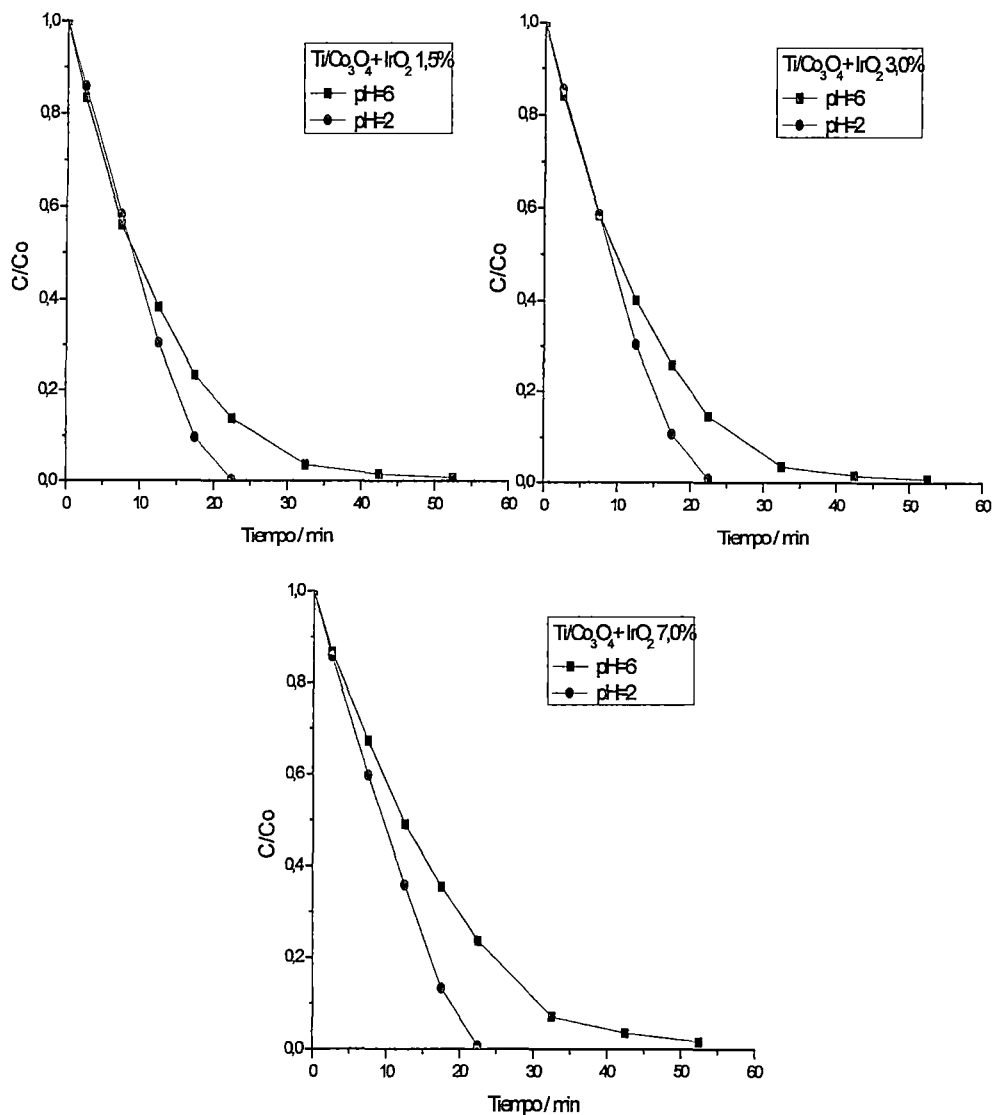 1,0
0,8
0,6
0,4
0,2
0,0
C/Co
0 10 20 30 40 50 60
Tiempo / min
Ti/Co3O4 + IrO2 1,5%
pH=6
pH=2
1,0
0,8
0,6
0,4
0,2
0,0
C/Co
0 10 20 30 40 50 60
Tiempo / min
Ti/Co3O4 + IrO2 3,0%
pH=6
pH=2
1,0
0,8
0,6
0,4
0,2
0,0
C/Co
0 10 20 30 40 50 60
Tiempo / min
Ti/Co3O4 + IrO2 7,0%
pH=6
pH=2